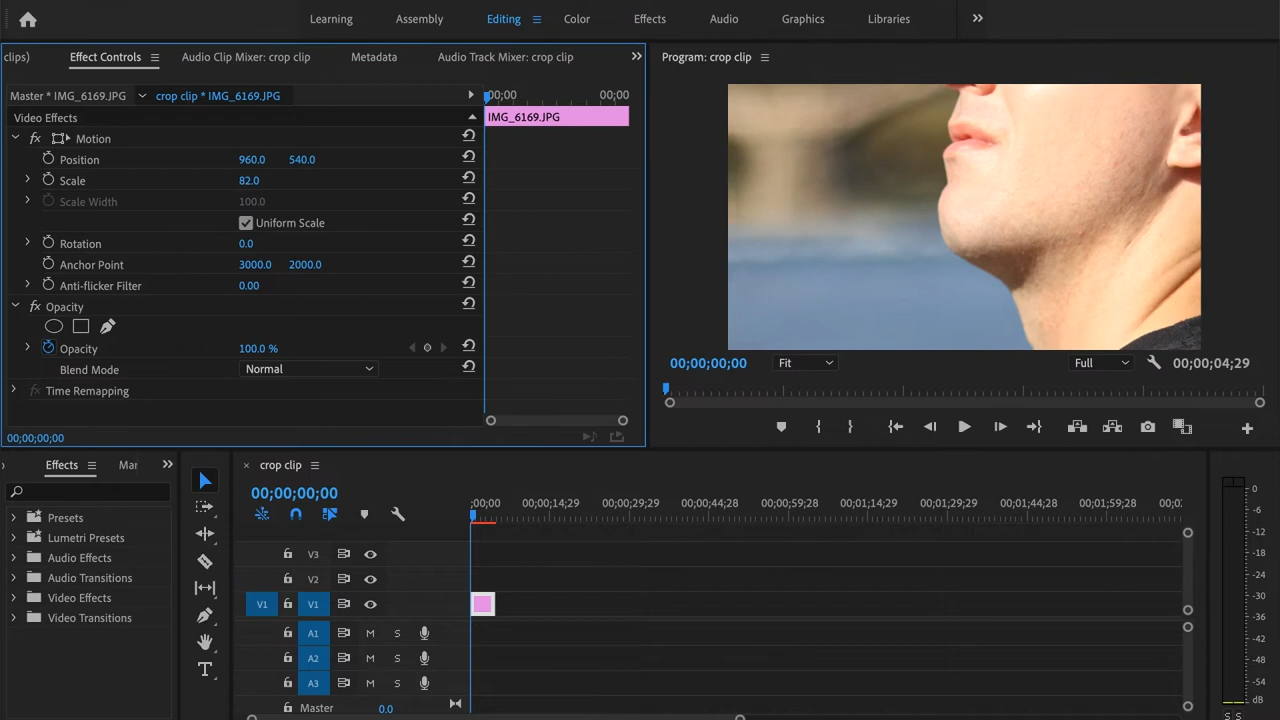 Learning Assembly Editing Color Effects Audio Graphics Libraries
clips) Effect Controls Audio Clip Mixer: crop clip Metadata Audio Track Mixer: crop clip
Program: crop clip
Master * IMG_6169.JPG crop clip * IMG_6169.JPG
00;00 00;00
Video Effects
IMG_6169.JPG
fx Motion
Position 960.0 540.0
Scale 82.0
Scale Width 100.0
Uniform Scale
Rotation 0.0
Anchor Point 3000.0 2000.0
Anti-flicker Filter 0.00
fx Opacity
Opacity 100.0 %
Blend Mode Normal
fx Time Remapping
00;00;00;00
00;00;00;00 Fit Full 00;00;04;29
Effects Mar
Presets
Lumetri Presets
Audio Effects
Audio Transitions
Video Effects
Video Transitions
crop clip
00;00;00;00
;00;00 00;00;14;29 00;00;29;29 00;00;44;28 00;00;59;28 00;01;14;29 00;01;29;29 00;01;44;28 00;01;59;28
V3
V2
V1 V1
A1 M S
A2 M S
A3 M S
Master 0.0
0
-6
-12
-18
-24
-30
-36
-42
-48
-54
dB
S S